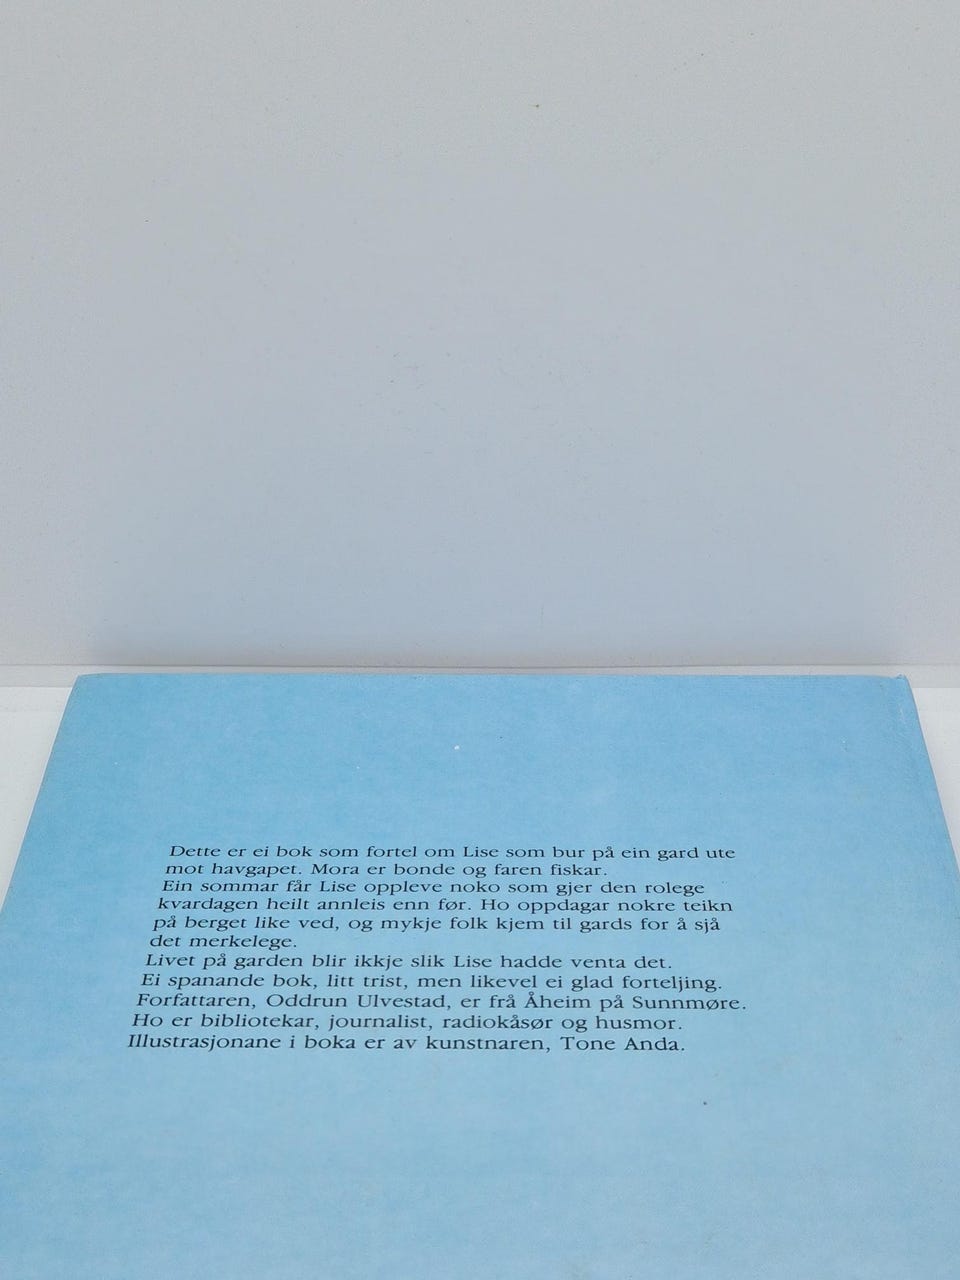 Dette er ei bok som fortel om Lise som bur på ein gard ute
mot havgapet. Mora er bonde og faren fiskar.
Ein sommar får Lise oppleve noko som gjer den rolege
kvardagen heilt annleis enn før. Ho oppdagar nokre teikn
på berget like ved, og mykje folk kjem til gards for å sjå
det merkelege.
Livet på garden blir ikkje slik Lise hadde venta det.
Ei spanande bok, litt trist, men likevel ei glad forteljing.
Forfattaren, Oddrun Ulvestad, er frå Åheim på Sunnmøre.
Ho er bibliotekar, journalist, radiokåsør og husmor.
Illustrasjonane i boka er av kunstnaren, Tone Anda.